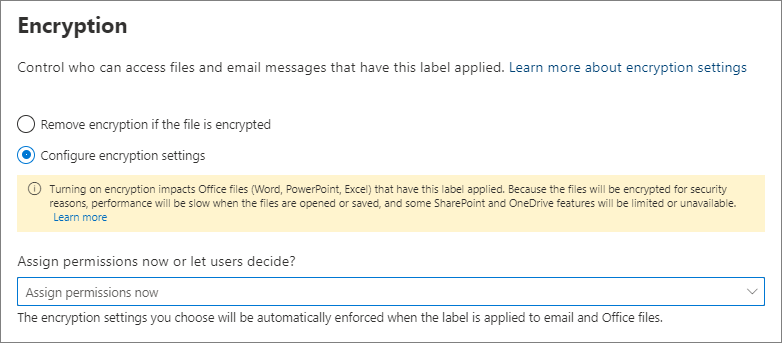 Encryption
Control who can access files and email messages that have this label applied. Learn more about encryption settings
Remove encryption if the file is encrypted
Configure encryption settings
Turning on encryption impacts Office files (Word, PowerPoint, Excel) that have this label applied. Because the files will be encrypted for security
reasons, performance will be slow when the files are opened or saved, and some SharePoint and OneDrive features will be limited or unavailable.
Learn more
Assign permissions now or let users decide?
Assign permissions now
The encryption settings you choose will be automatically enforced when the label is applied to email and Office files.